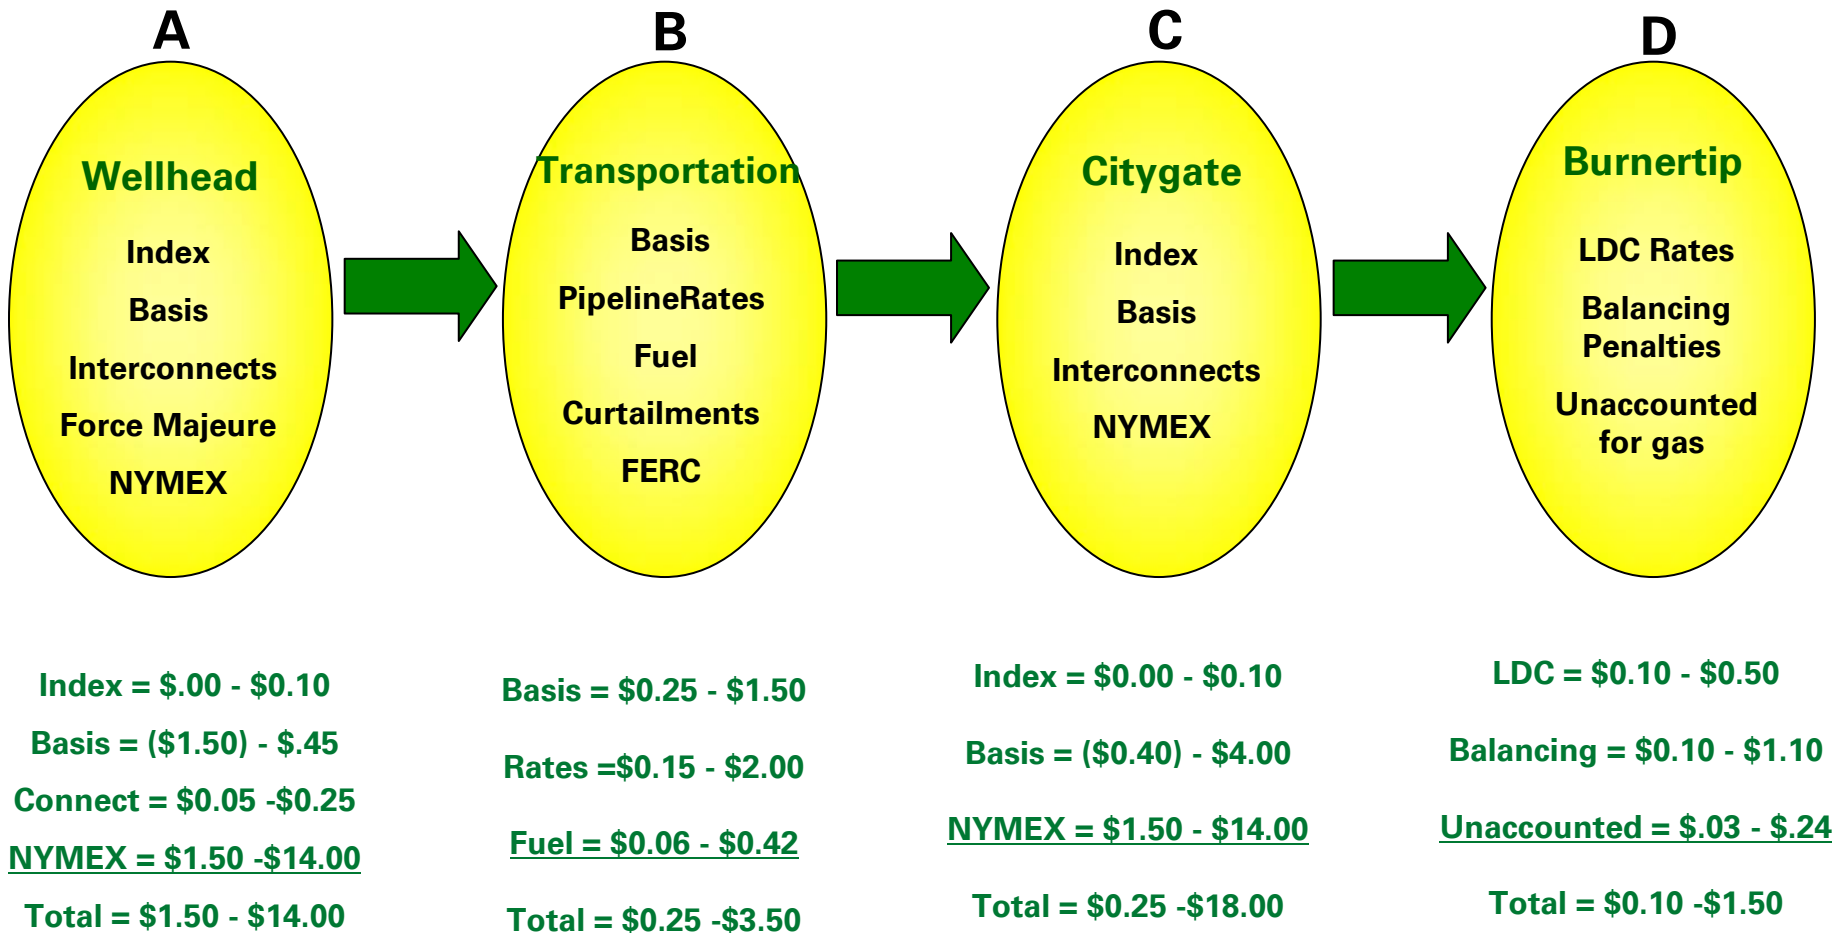 A
Wellhead
Index
Basis
Interconnects
Force Majeure
NYMEX
B
Transportation
Basis
PipelineRates
Fuel
Curtailments
FERC
C
Citygate
Index
Basis
Interconnects
NYMEX
D
Burnertip
LDC Rates
Balancing
Penalties
Unaccounted
for gas
Index = $.00 - $0.10
Basis = ($1.50) - $.45
Connect = $0.05 -$0.25
NYMEX = $1.50 -$14.00
Total = $1.50 - $14.00
Basis = $0.25 - $1.50
Rates =$0.15 - $2.00
Fuel = $0.06 - $0.42
Total = $0.25 -$3.50
Index = $0.00 - $0.10
Basis = ($0.40) - $4.00
NYMEX = $1.50 - $14.00
Total = $0.25 -$18.00
LDC = $0.10 - $0.50
Balancing = $0.10 - $1.10
Unaccounted = $.03 - $.24
Total = $0.10 -$1.50